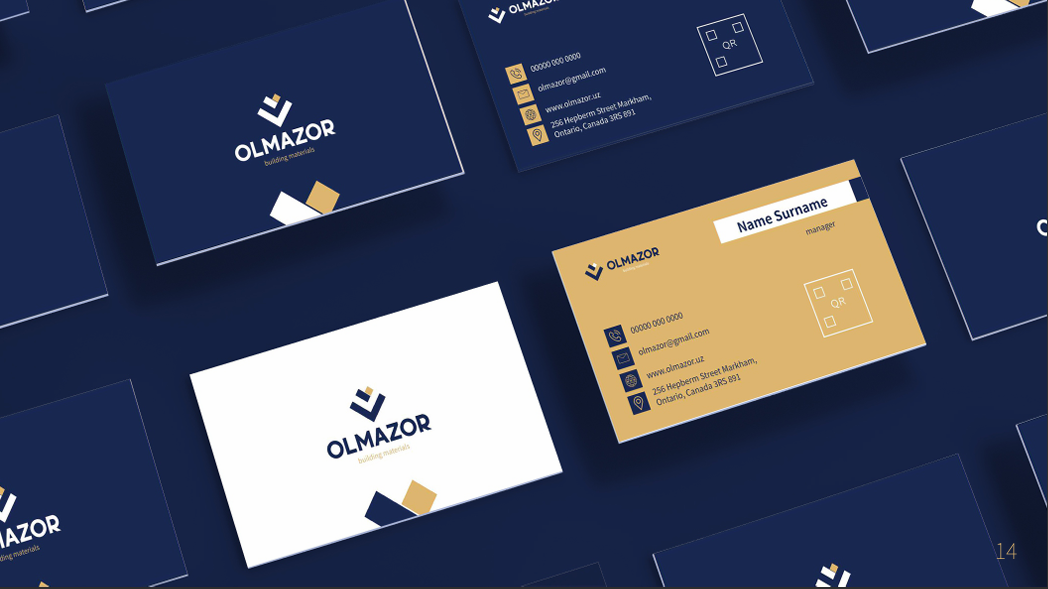 OLMAZOR
building materials
00000 000 0000
olmazor@gmail.com
www.olmazor.uz
256 Hepberm Street Markham,
Ontario, Canada 3RS 891
QR
OLMAZOR
building materials
Name Surname
manager
OLMAZOR
building materials
00000 000 0000
olmazor@gmail.com
www.olmazor.uz
256 Hepberm Street Markham,
Ontario, Canada 3RS 891
QR
OLMAZOR
building materials
MAZOR
ding materials
O
14